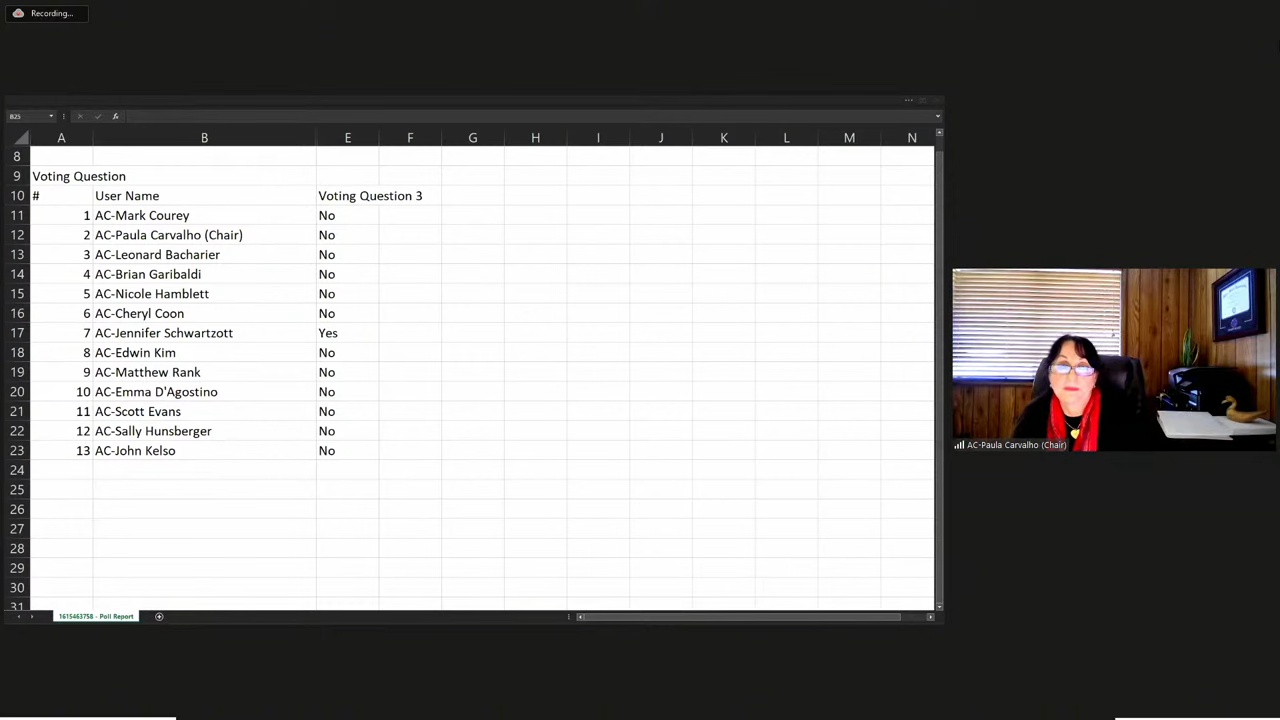 Recording...
B25
fx
A B E F G H I J K L M N
8
9 Voting Question
10 # User Name Voting Question 3
11 1 AC-Mark Courey No
12 2 AC-Paula Carvalho (Chair) No
13 3 AC-Leonard Bacharier No
14 4 AC-Brian Garibaldi No
15 5 AC-Nicole Hamblett No
16 6 AC-Cheryl Coon No
17 7 AC-Jennifer Schwartzott Yes
18 8 AC-Edwin Kim No
19 9 AC-Matthew Rank No
20 10 AC-Emma D'Agostino No
21 11 AC-Scott Evans No
22 12 AC-Sally Hunsberger No
23 13 AC-John Kelso No
24
25
26
27
28
29
30
31
1615463758 - Poll Report
AC-Paula Carvalho (Chair)